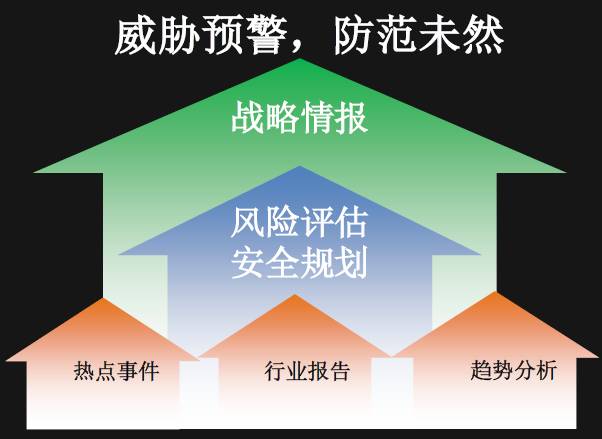 威胁预警，防范未然
战略情报
风险评估
安全规划
热点事件
行业报告
趋势分析